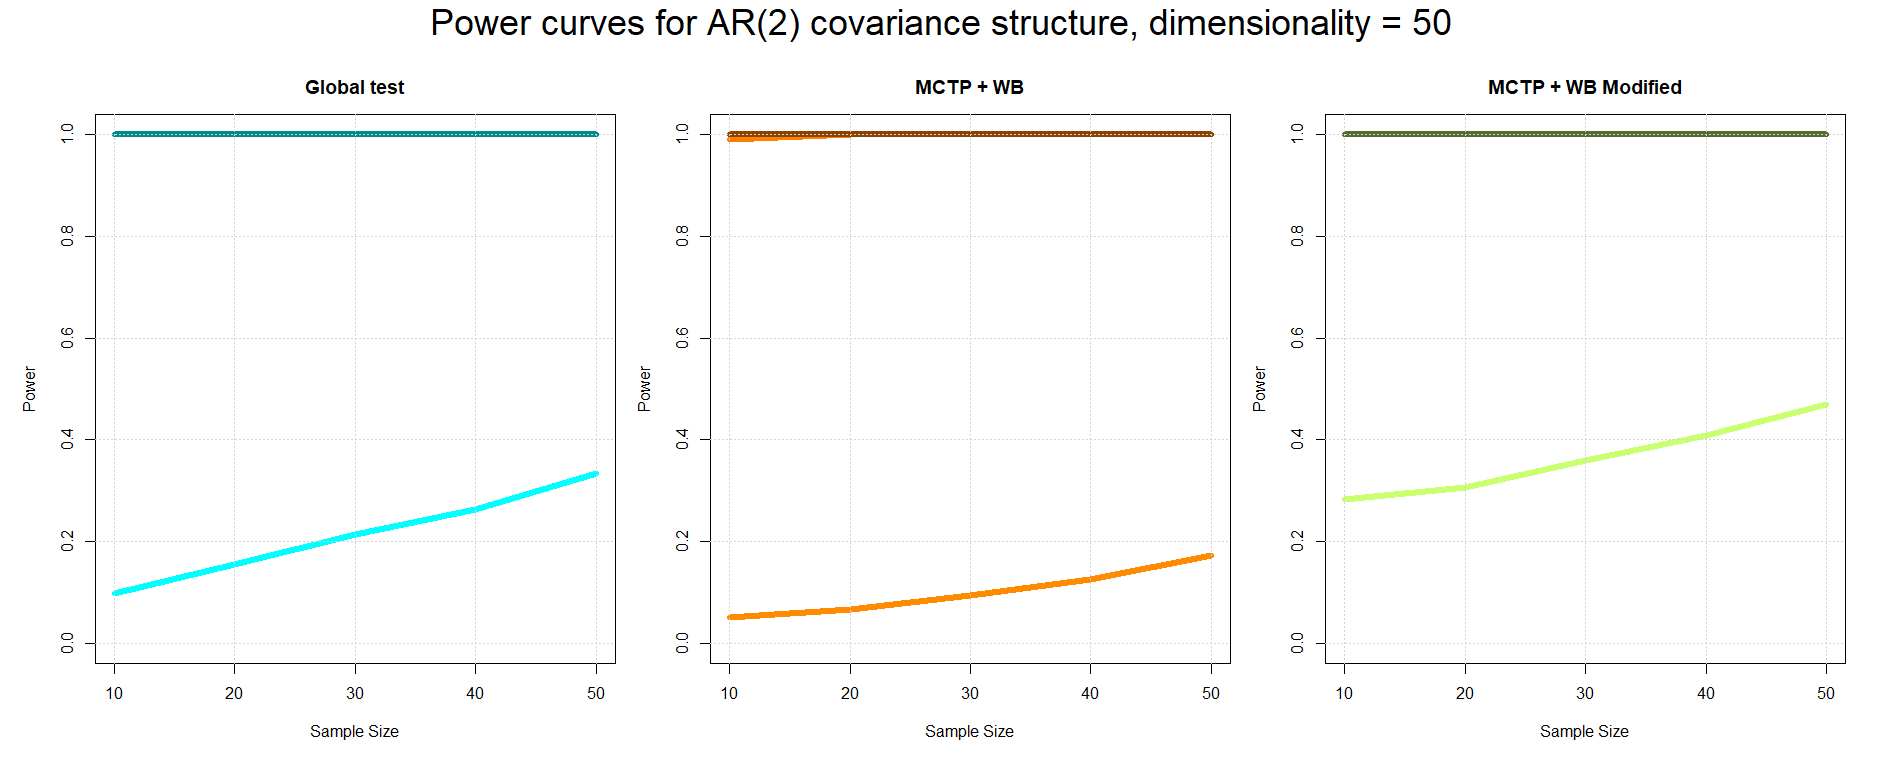 Power curves for AR(2) covariance structure, dimensionality = 50
Global test
Power
1.0
0.8
0.6
0.4
0.2
0.0
10 20 30 40 50
Sample Size
MCTP + WB
Power
1.0
0.8
0.6
0.4
0.2
0.0
10 20 30 40 50
Sample Size
MCTP + WB Modified
Power
1.0
0.8
0.6
0.4
0.2
0.0
10 20 30 40 50
Sample Size